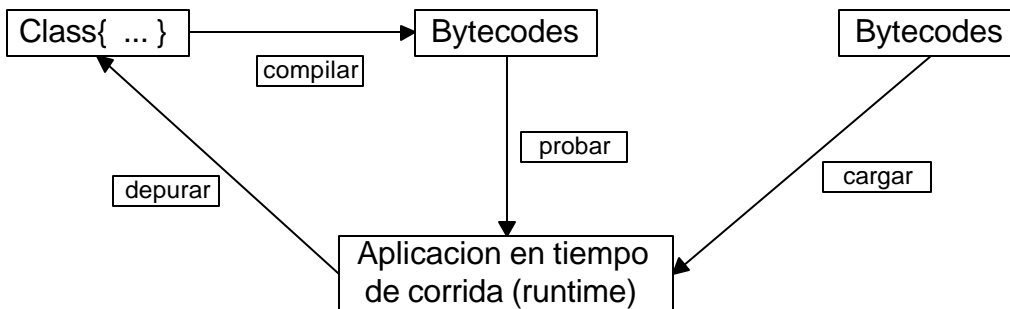 Class{ ... }
Bytecodes
Bytecodes
compilar
probar
cargar
depurar
Aplicacion en tiempo
de corrida (runtime)